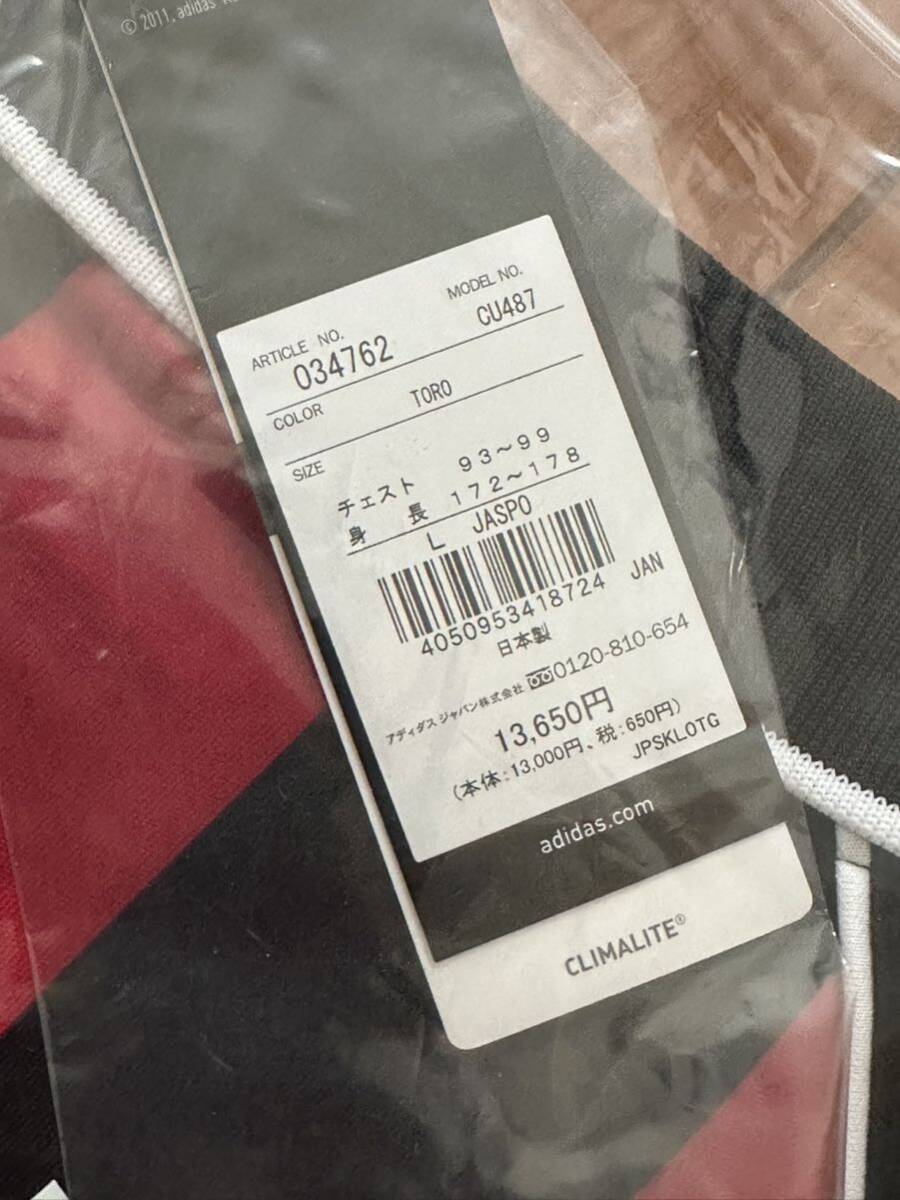 © 2011, adidas
MODEL NO.
ARTICLE NO.
CU487
034762
COLOR
TORO
SIZE
チェスト 93~99
身長 172~178
L JASPO
4050953418724 JAN
日本製
アディダス ジャパン株式会社 0120-810-654
13,650円
(本体:13,000円、税:650円)
JPSKLOTG
adidas.com
CLIMALITE®